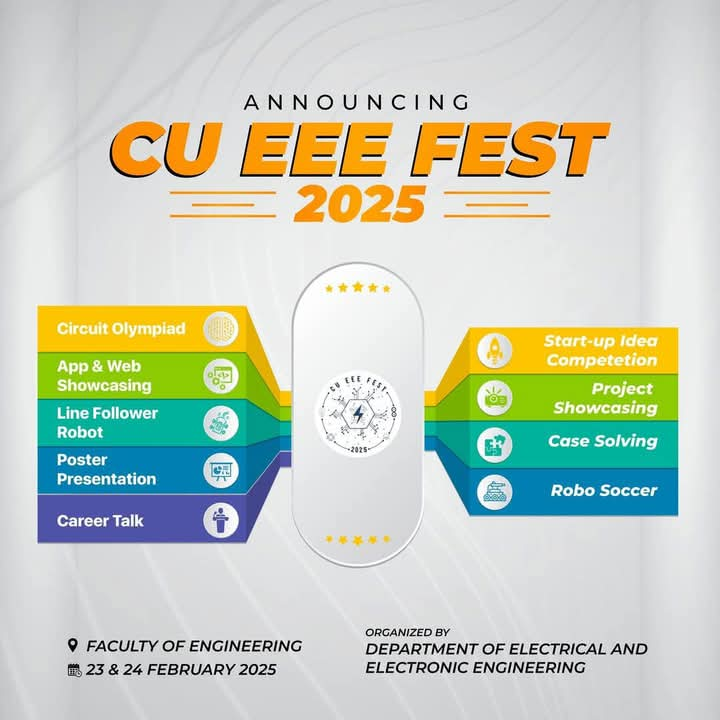 ANNOUNCING
CU EEE FEST
2025
Circuit Olympiad
App & Web
Showcasing
Line Follower
Robot
Poster
Presentation
Career Talk
CU EEE FEST
2025
Start-up Idea
Competetion
Project
Showcasing
Case Solving
Robo Soccer
FACULTY OF ENGINEERING
23 & 24 FEBRUARY 2025
ORGANIZED BY
DEPARTMENT OF ELECTRICAL AND
ELECTRONIC ENGINEERING